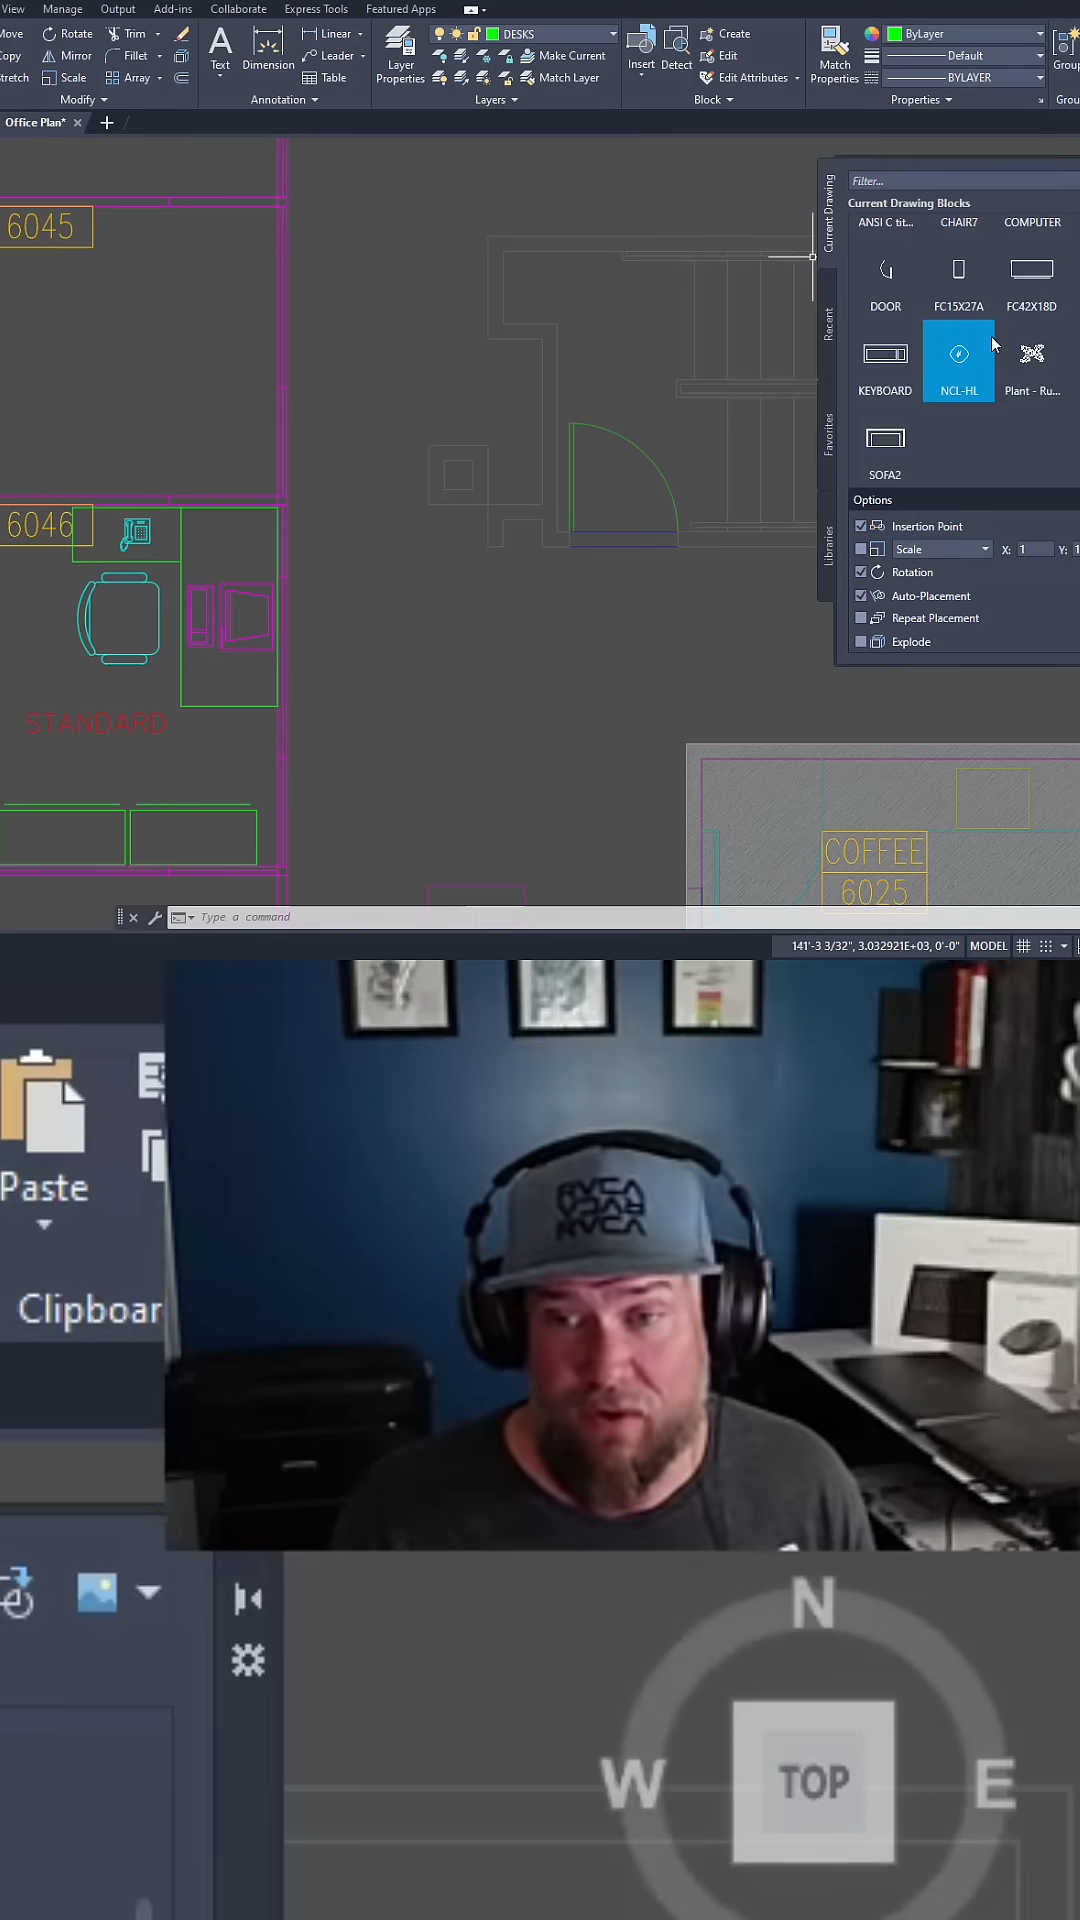 View Manage Output Add-ins Collaborate Express Tools Featured Apps
Move Rotate Trim
Copy Mirror Fillet
Stretch Scale Array
Modify
Text
Dimension
Linear
Leader
Table
Annotation
Layer
Properties
DESKS
Make Current
Match Layer
Layers
Insert
Detect
Create
Edit
Edit Attributes
Block
Match
Properties
ByLayer
Default
BYLAYER
Properties
Group
Office Plan*
6045
6046
STANDARD
COFFEE
6025
Current Drawing
Recent
Favorites
Libraries
Filter...
Current Drawing Blocks
ANSI C tit... CHAIR7 COMPUTER
DOOR FC15X27A FC42X18D
KEYBOARD NCL-HL Plant - Ru...
SOFA2
Options
Insertion Point
Scale X: 1 Y: 1
Rotation
Auto-Placement
Repeat Placement
Explode
Type a command
141'-3 3/32", 3.032921E+03, 0'-0" MODEL
Paste
Clipboar
RVCA
RVCA
RVCA
N
W TOP E